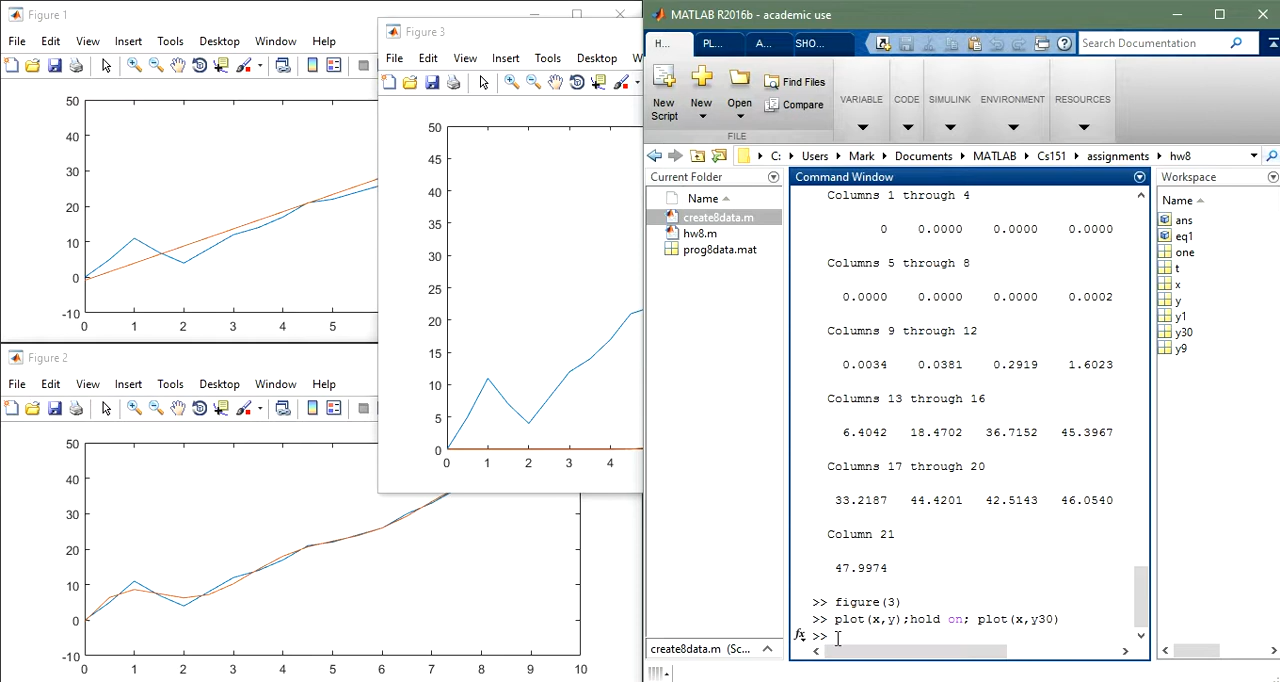 Figure 1
File Edit View Insert Tools Desktop Window Help
50
40
30
20
10
0
-10
0 1 2 3 4 5
Figure 2
File Edit View Insert Tools Desktop Window Help
50
40
30
20
10
0
-10
0 1 2 3 4 5 6 7 8 9 10
Figure 3
File Edit View Insert Tools Desktop W
50
45
40
35
30
25
20
15
10
5
0
0 1 2 3 4
MATLAB R2016b - academic use
H... PL... A... SHO...
Search Documentation
New Script
New
Open
Find Files
Compare
FILE
VARIABLE CODE SIMULINK ENVIRONMENT RESOURCES
C: Users Mark Documents MATLAB Cs151 assignments hw8
Current Folder
Name
create8data.m
hw8.m
prog8data.mat
create8data.m (Sc...
Command Window
Columns 1 through 4
0 0.0000 0.0000 0.0000
Columns 5 through 8
0.0000 0.0000 0.0000 0.0002
Columns 9 through 12
0.0034 0.0381 0.2919 1.6023
Columns 13 through 16
6.4042 18.4702 36.7152 45.3967
Columns 17 through 20
33.2187 44.4201 42.5143 46.0540
Column 21
47.9974
>> figure(3)
>> plot(x,y);hold on; plot(x,y30)
fx >>
Workspace
Name
ans
eq1
one
t
x
y
y1
y30
y9